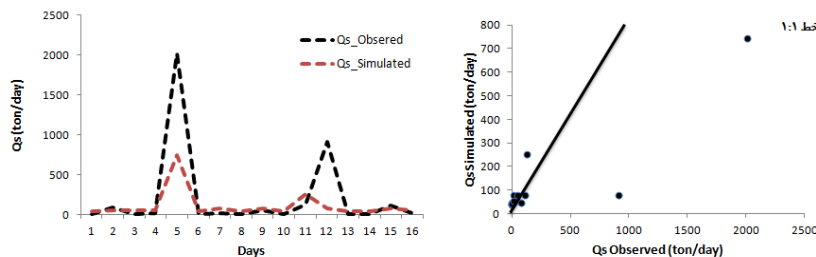 2500
2000
1500
1000
500
0
Qs (ton/day)
Qs_Obsered
Qs_Simulated
1 2 3 4 5 6 7 8 9 10 11 12 13 14 15 16
Days
خط ۱:۱
800
700
600
500
400
300
200
100
0
Qs Simulated (ton/day)
0 500 1000 1500 2000 2500
Qs Observed (ton/day)